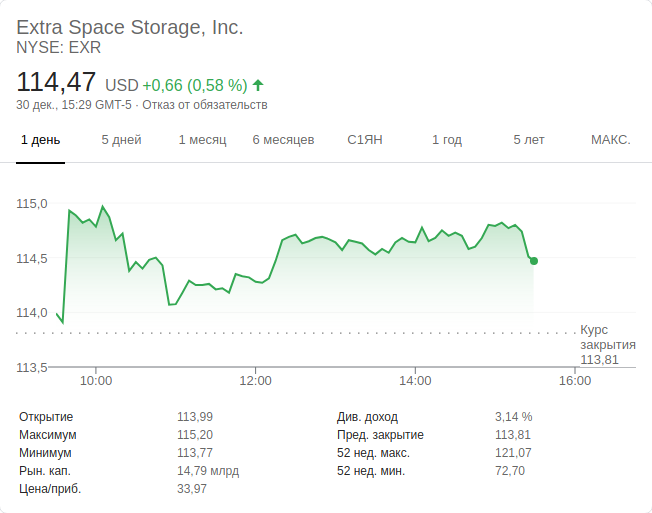 Extra Space Storage, Inc.
NYSE: EXR
114,47 USD +0,66 (0,58 %)
30 дек., 15:29 GMT-5 · Отказ от обязательств
1 день 5 дней 1 месяц 6 месяцев С1ЯН 1 год 5 лет МАКС.
115,0
114,5
114,0
Курс
закрытия
113,81
113,5
10:00 12:00 14:00 16:00
Открытие 113,99 Див. доход 3,14 %
Максимум 115,20 Пред. закрытие 113,81
Минимум 113,77 52 нед. макс. 121,07
Рын. кап. 14,79 млрд 52 нед. мин. 72,70
Цена/приб. 33,97